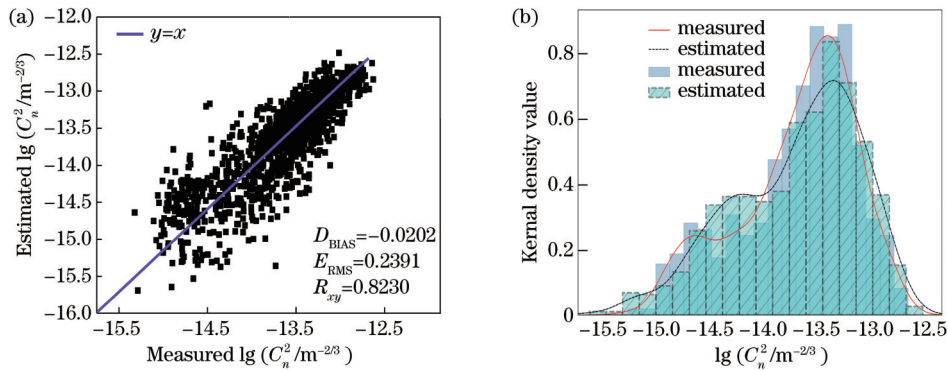 (a)
−12.0
−12.5
−13.0
−13.5
−14.0
−14.5
−15.0
−15.5
−16.0
Estimated lg (C_n^2/m^{-2/3})
y=x
D_BIAS=−0.0202
E_RMS=0.2391
R_xy=0.8230
−15.5 −14.5 −13.5 −12.5
Measured lg (C_n^2/m^{-2/3})
(b)
0.8
0.6
0.4
0.2
0
Kernal density value
measured
estimated
measured
estimated
−15.5 −15.0 −14.5 −14.0 −13.5 −13.0 −12.5
lg (C_n^2/m^{-2/3})